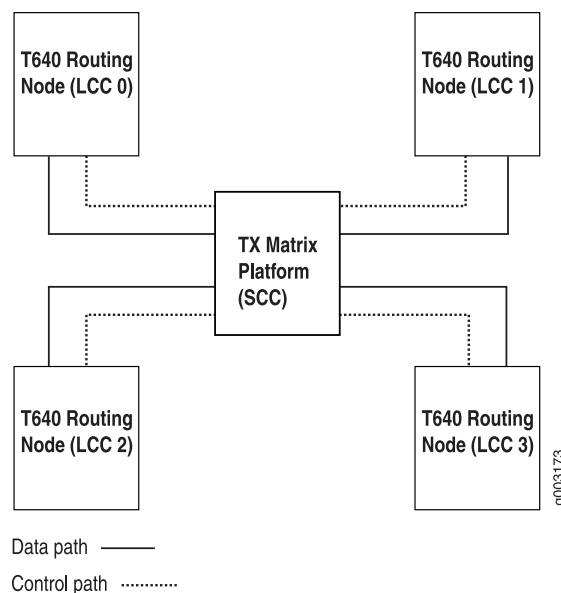 T640 Routing
Node (LCC 0)
T640 Routing
Node (LCC 1)
TX Matrix
Platform
(SCC)
T640 Routing
Node (LCC 2)
T640 Routing
Node (LCC 3)
g003173
Data path
Control path